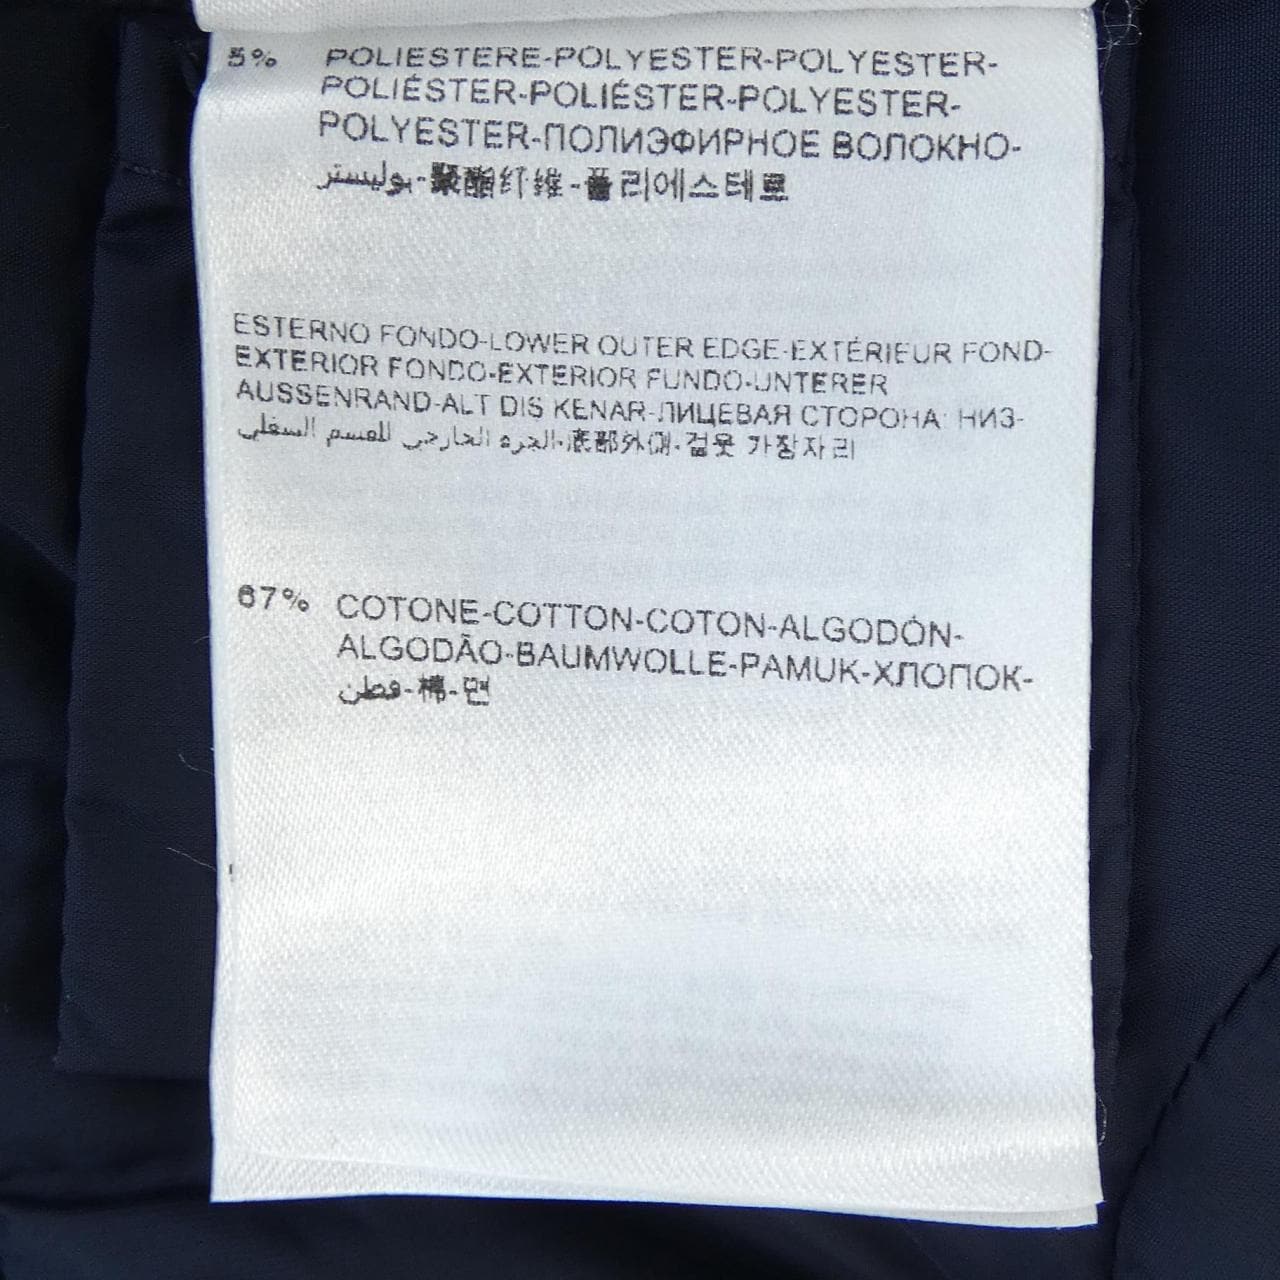 5% POLIESTERE-POLYESTER-POLYESTER-
POLIÉSTER-POLIÉSTER-POLYESTER-
POLYESTER-ПОЛИЭФИРНОЕ ВОЛОКНО-
بوليستر-聚酯纤维-폴리에스테르
ESTERNO FONDO-LOWER OUTER EDGE-EXTÉRIEUR FOND-
EXTERIOR FONDO-EXTERIOR FUNDO-UNTERER
AUSSENRAND-ALT DIS KENAR-ЛИЦЕВАЯ СТОРОНА: НИЗ-
الجزء الخارجي للقسم السفلي-底部外侧-겉옷 가장자리
67% COTONE-COTTON-COTON-ALGODÓN-
ALGODÃO-BAUMWOLLE-PAMUK-ХЛОПОК-
قطن-棉-면